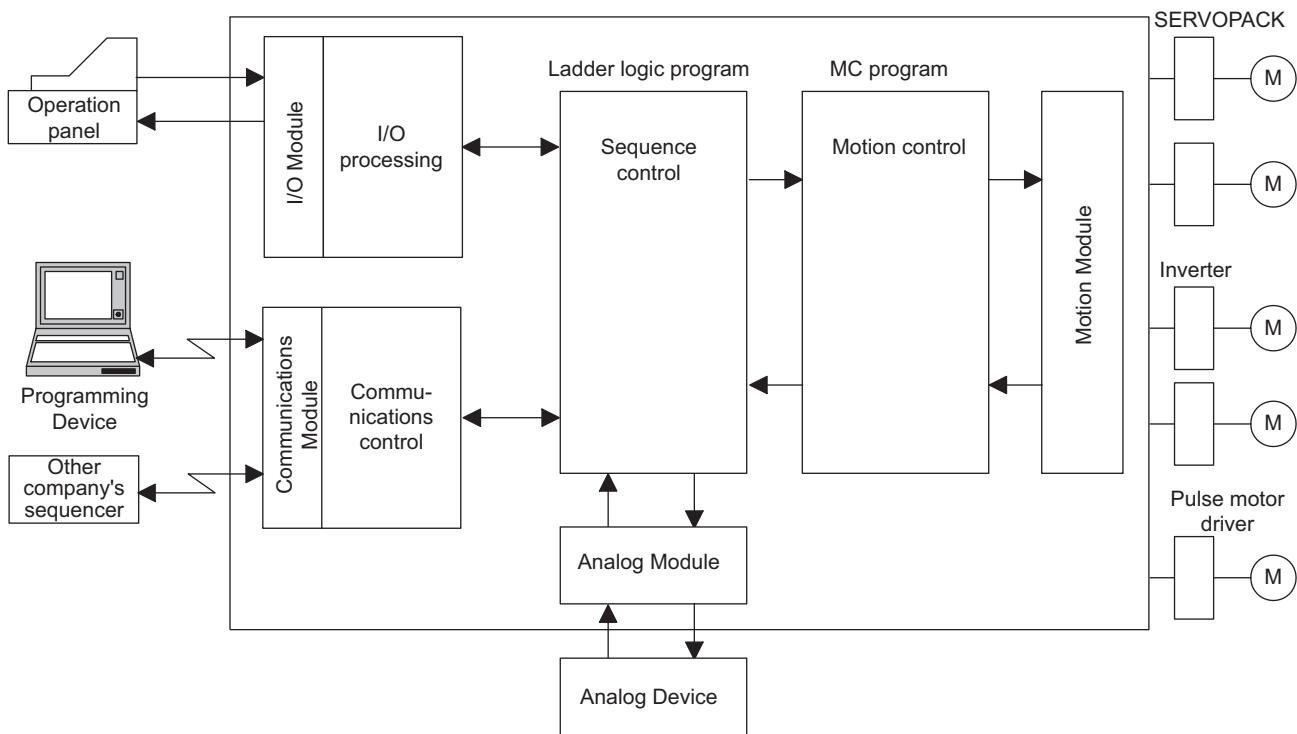 SERVOPACK
Operation
panel
I/O Module
I/O
processing
Ladder logic program
Sequence
control
MC program
Motion control
Motion Module
M
M
Inverter
M
M
Pulse motor
driver
M
Programming
Device
Other
company's
sequencer
Communications
Module
Commu-
nications
control
Analog Module
Analog Device